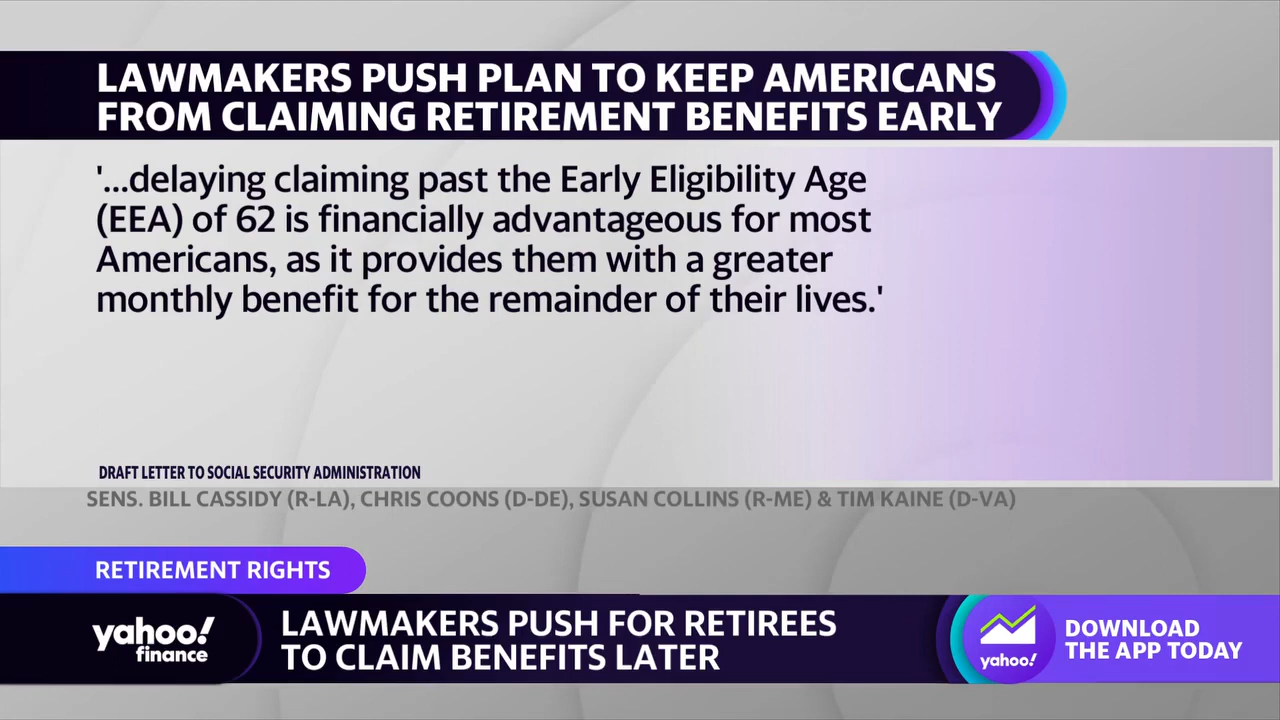 LAWMAKERS PUSH PLAN TO KEEP AMERICANS
FROM CLAIMING RETIREMENT BENEFITS EARLY
'...delaying claiming past the Early Eligibility Age
(EEA) of 62 is financially advantageous for most
Americans, as it provides them with a greater
monthly benefit for the remainder of their lives.'
DRAFT LETTER TO SOCIAL SECURITY ADMINISTRATION
SENS. BILL CASSIDY (R-LA), CHRIS COONS (D-DE), SUSAN COLLINS (R-ME) & TIM KAINE (D-VA)
RETIREMENT RIGHTS
yahoo!
finance
LAWMAKERS PUSH FOR RETIREES
TO CLAIM BENEFITS LATER
yahoo!
DOWNLOAD
THE APP TODAY